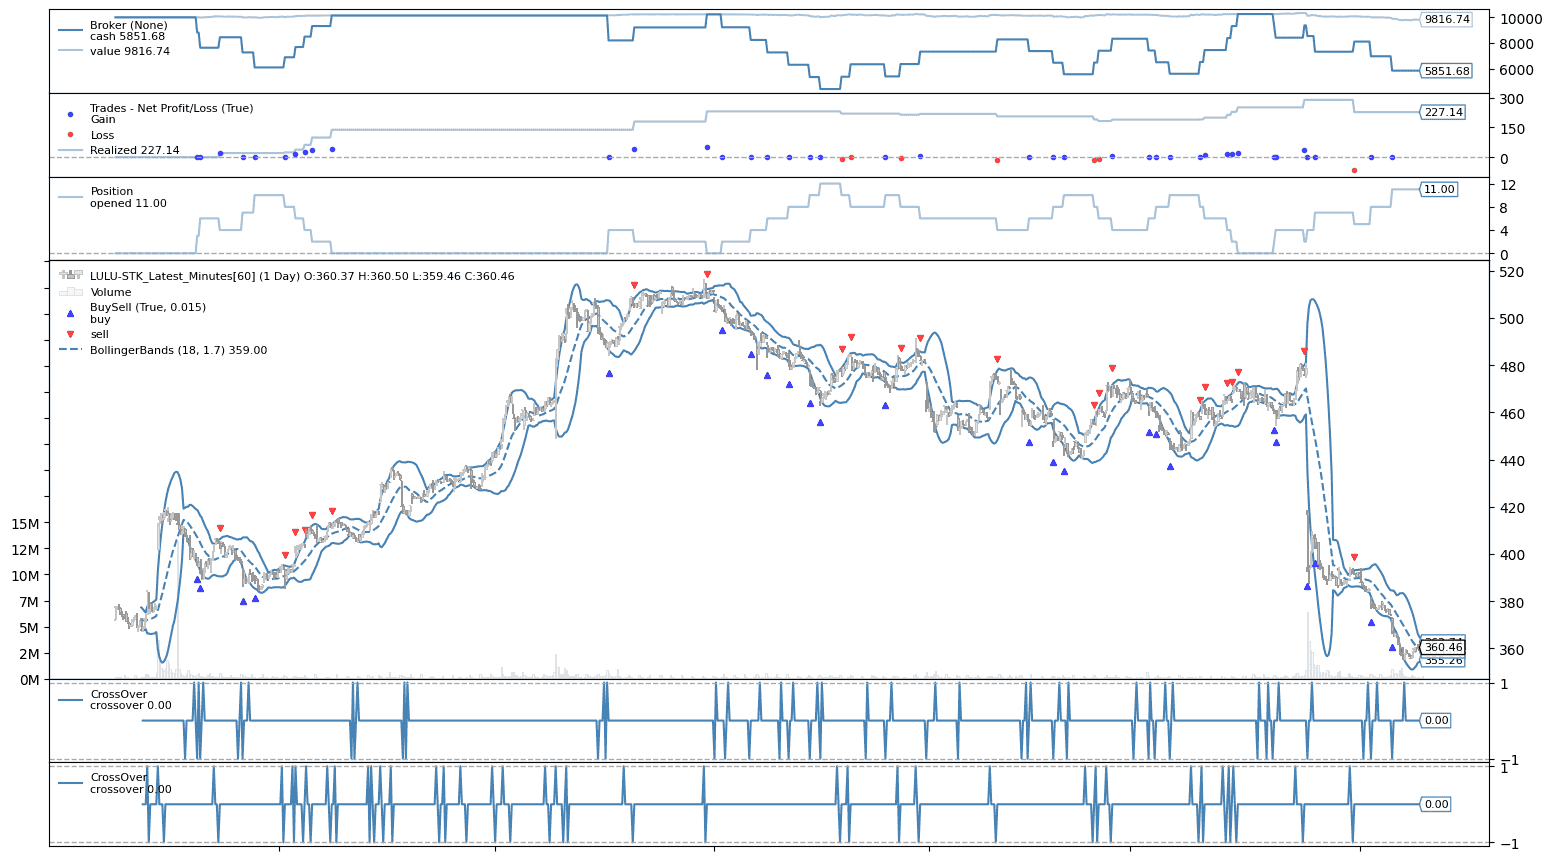 Broker (None)
cash 5851.68
value 9816.74
9816.74
5851.68
10000
8000
6000
Trades - Net Profit/Loss (True)
Gain
Loss
Realized 227.14
227.14
300
150
0
Position
opened 11.00
11.00
12
8
4
0
LULU-STK_Latest_Minutes[60] (1 Day) O:360.37 H:360.50 L:359.46 C:360.46
Volume
BuySell (True, 0.015)
buy
sell
BollingerBands (18, 1.7) 359.00
15M
12M
10M
7M
5M
2M
0M
520
500
480
460
440
420
400
380
360
360.46
355.26
CrossOver
crossover 0.00
0.00
1
−1
CrossOver
crossover 0.00
0.00
1
−1